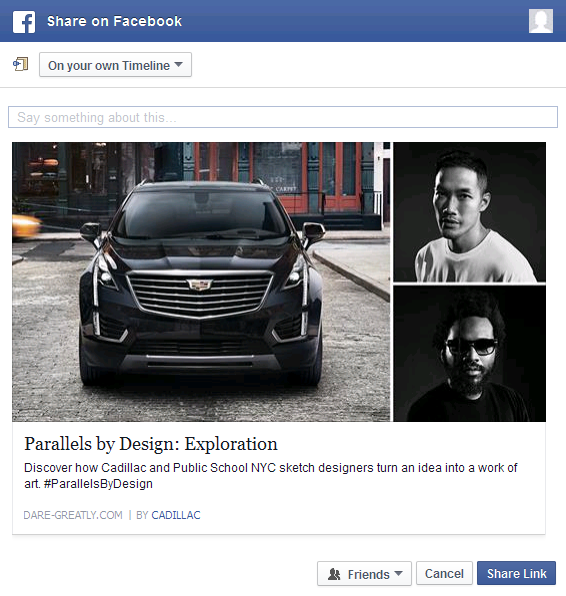 Share on Facebook
On your own Timeline
Say something about this...
CARPET
Parallels by Design: Exploration
Discover how Cadillac and Public School NYC sketch designers turn an idea into a work of
art. #ParallelsByDesign
DARE-GREATLY.COM | BY CADILLAC
Friends
Cancel
Share Link